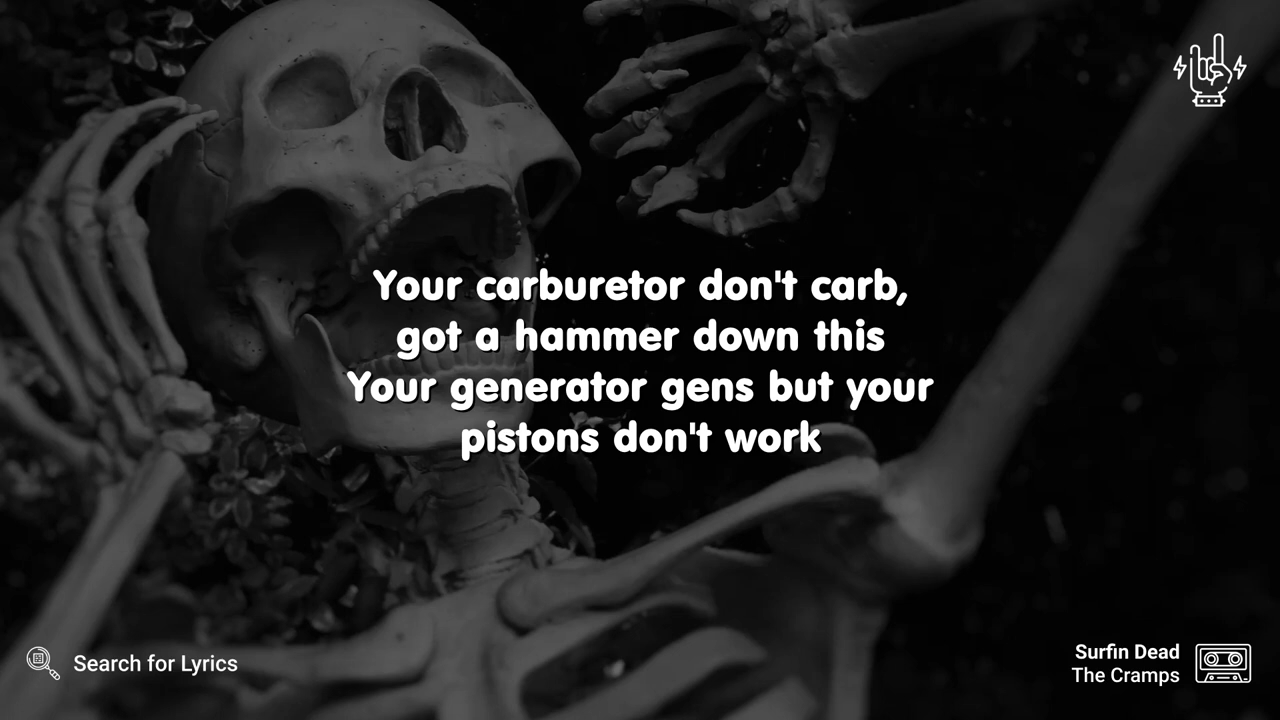 Your carburetor don't carb,
got a hammer down this
Your generator gens but your
pistons don't work
Search for Lyrics
Surfin Dead
The Cramps